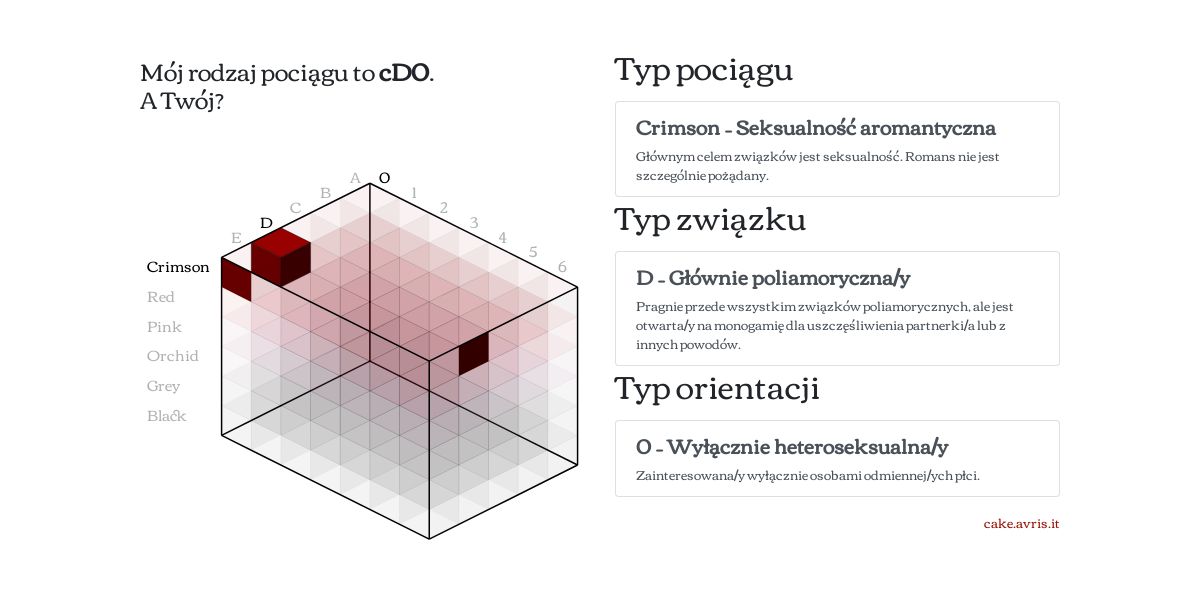 Mój rodzaj pociągu to cD0.
A Twój?
A
0
B
1
C
2
D
3
E
4
5
6
Crimson
Red
Pink
Orchid
Grey
Black
Typ pociągu
Crimson – Seksualność aromantyczna
Głównym celem związków jest seksualność. Romans nie jest
szczególnie pożądany.
Typ związku
D – Głównie poliamoryczna/y
Pragnie przede wszystkim związków poliamorycznych, ale jest
otwarta/y na monogamię dla uszczęśliwienia partnerki/a lub z
innych powodów.
Typ orientacji
0 – Wyłącznie heteroseksualna/y
Zainteresowana/y wyłącznie osobami odmiennej/ych płci.
cake.avris.it